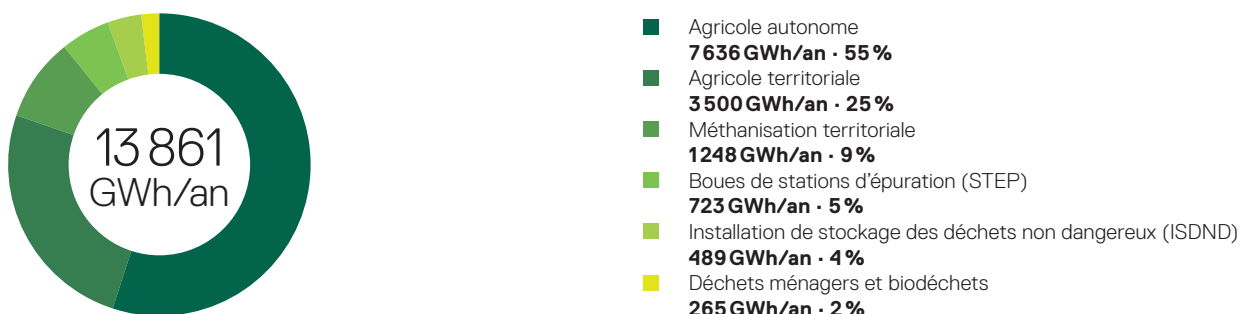 13 861
GWh/an
Agricole autonome
7 636 GWh/an · 55 %
Agricole territoriale
3 500 GWh/an · 25 %
Méthanisation territoriale
1 248 GWh/an · 9 %
Boues de stations d'épuration (STEP)
723 GWh/an · 5 %
Installation de stockage des déchets non dangereux (ISDND)
489 GWh/an · 4 %
Déchets ménagers et biodéchets
265 GWh/an · 2 %